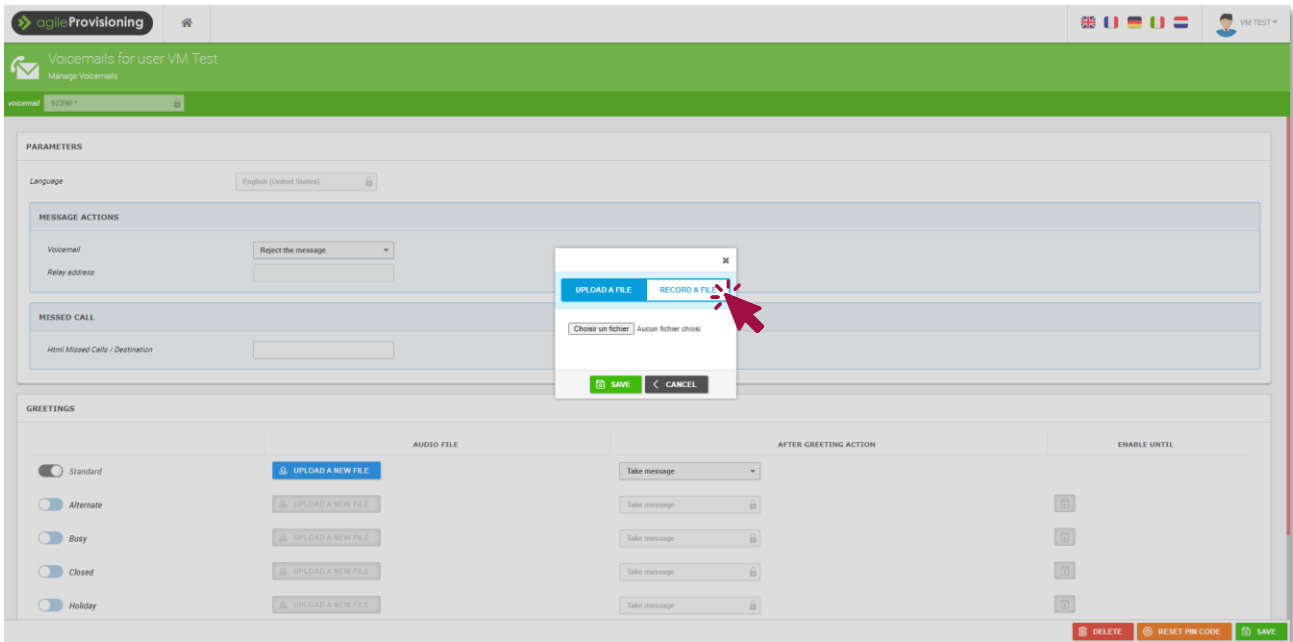 agileProvisioning
VM TEST
Voicemails for user VM Test
Manage Voicemails
voicemail 92390 *
PARAMETERS
Language English (United States)
MESSAGE ACTIONS
Voicemail Reject the message
Relay address
MISSED CALL
Html Missed Calls / Destination
UPLOAD A FILE RECORD A FILE
Choisir un fichier Aucun fichier choisi
SAVE CANCEL
GREETINGS
AUDIO FILE AFTER GREETING ACTION ENABLE UNTIL
Standard UPLOAD A NEW FILE Take message
Alternate UPLOAD A NEW FILE Take message
Busy UPLOAD A NEW FILE Take message
Closed UPLOAD A NEW FILE Take message
Holiday UPLOAD A NEW FILE Take message
DELETE RESET PIN CODE SAVE